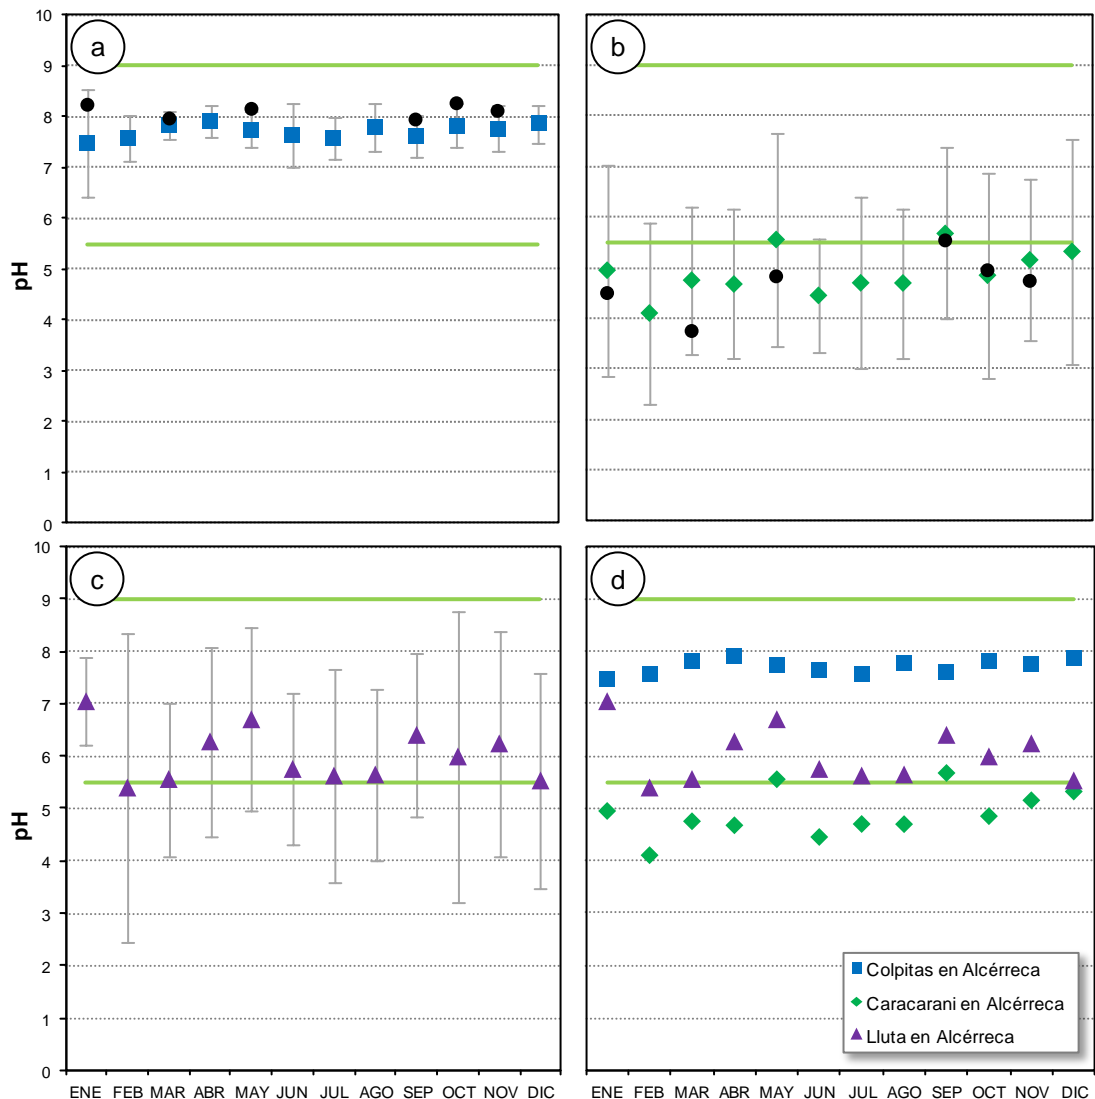 a
b
10
9
8
7
6
5
4
3
2
1
0
pH
c
d
10
9
8
7
6
5
4
3
2
1
0
pH
Colpitas en Alcérreca
Caracarani en Alcérreca
Lluta en Alcérreca
ENE FEB MAR ABR MAY JUN JUL AGO SEP OCT NOV DIC
ENE FEB MAR ABR MAY JUN JUL AGO SEP OCT NOV DIC